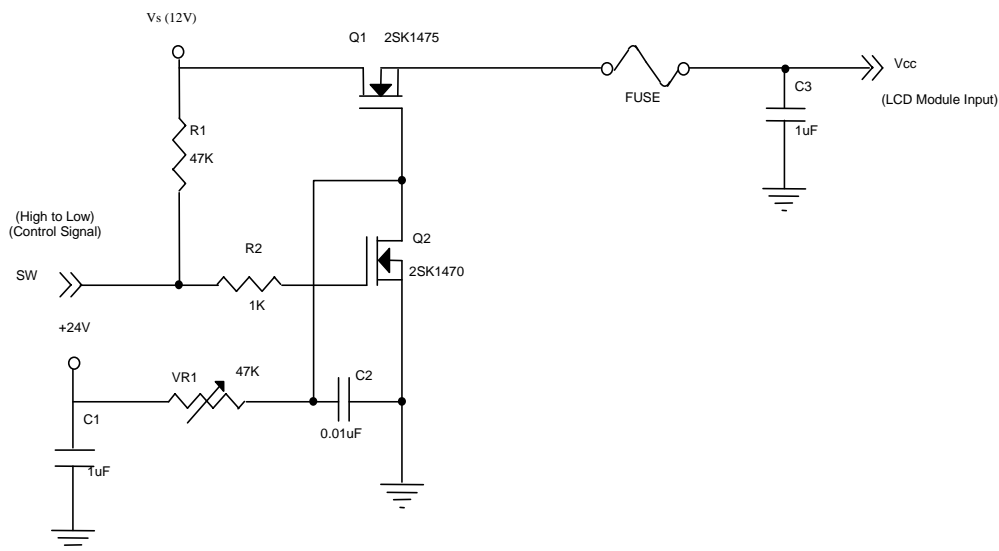 Vs (12V)
Q1 2SK1475
FUSE
Vcc
(LCD Module Input)
C3
1uF
R1
47K
(High to Low)
(Control Signal)
SW
R2
1K
Q2
2SK1470
+24V
VR1
47K
C1
1uF
C2
0.01uF